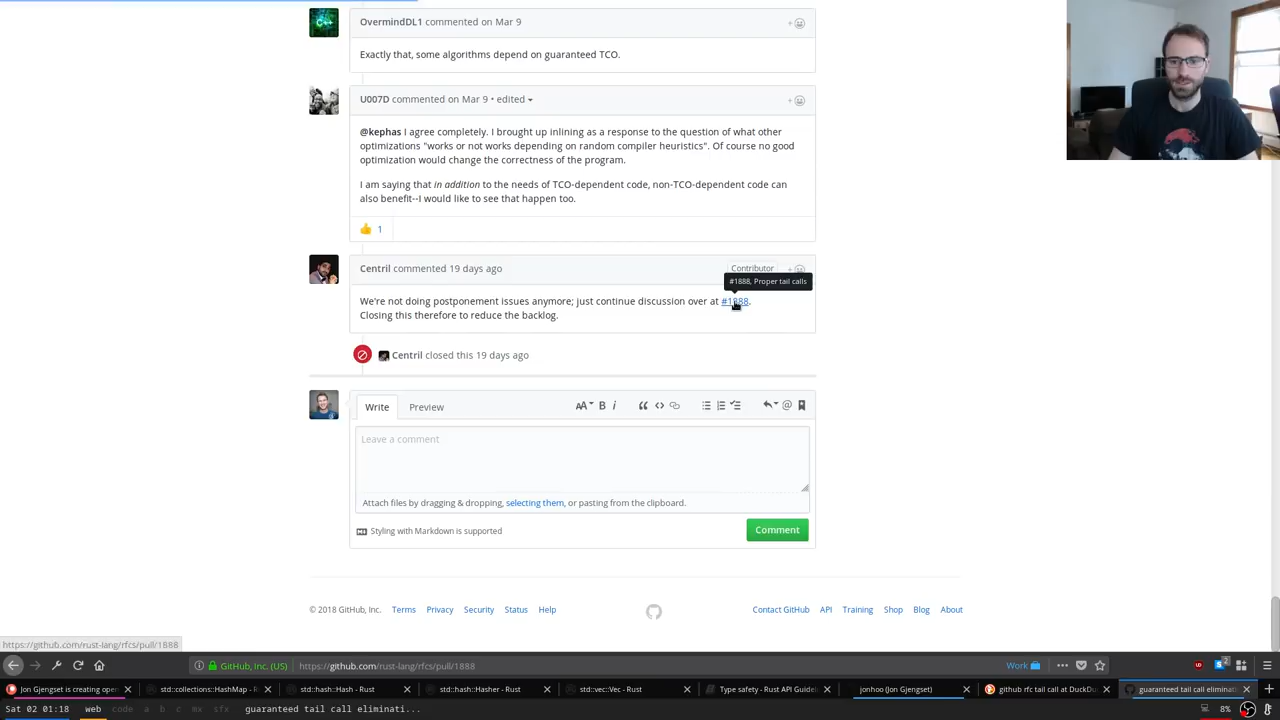 OvermindDL1 commented on Mar 9
Exactly that, some algorithms depend on guaranteed TCO.
U007D commented on Mar 9 • edited
@kephas I agree completely. I brought up inlining as a response to the question of what other
optimizations "works or not works depending on random compiler heuristics". Of course no good
optimization would change the correctness of the program.
I am saying that in addition to the needs of TCO-dependent code, non-TCO-dependent code can
also benefit--I would like to see that happen too.
👍 1
Centril commented 19 days ago
Contributor
#1888, Proper tail calls
We're not doing postponement issues anymore; just continue discussion over at #1888.
Closing this therefore to reduce the backlog.
Centril closed this 19 days ago
Write
Preview
Leave a comment
Attach files by dragging & dropping, selecting them, or pasting from the clipboard.
Styling with Markdown is supported
Comment
© 2018 GitHub, Inc. Terms Privacy Security Status Help
Contact GitHub API Training Shop Blog About
https://github.com/rust-lang/rfcs/pull/1888
GitHub, Inc. (US) https://github.com/rust-lang/rfcs/pull/1888 Work
Jon Gjengset is creating open
std::collections::HashMap - R
std::hash::Hash - Rust
std::hash::Hasher - Rust
std::vec::Vec - Rust
Type safety - Rust API Guideli
jonhoo (Jon Gjengset)
github rfc tail call at DuckDu
guaranteed tail call eliminati
Sat 02 01:18 web code a b c mx sfx guaranteed tail call eliminati... 8%